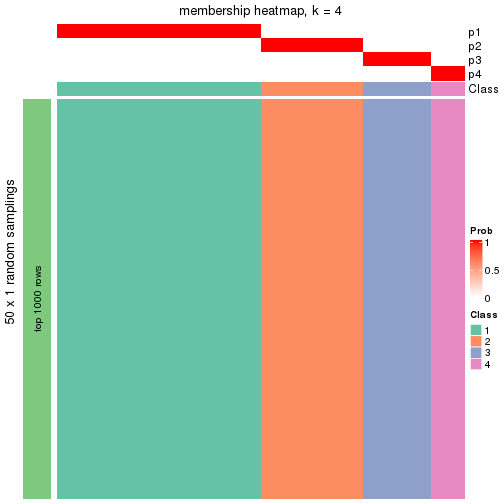 membership heatmap, k = 4
p1
p2
p3
p4
Class
50 x 1 random samplings
top 1000 rows
Prob
1
0.5
0
Class
1
2
3
4